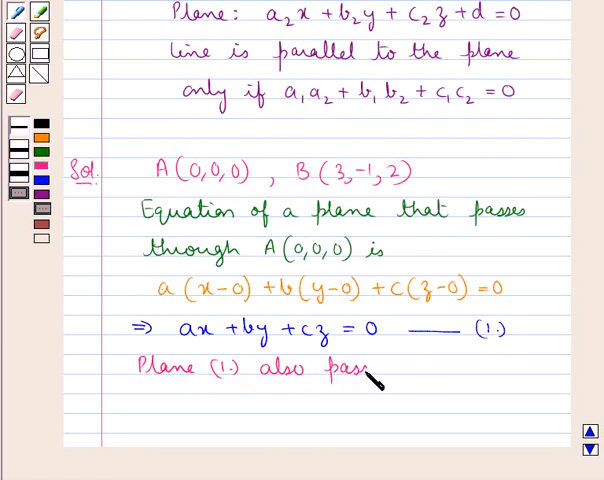 Plane: a₂x + b₂y + c₂z + d = 0
line is parallel to the plane
only if a₁a₂ + b₁b₂ + c₁c₂ = 0
Sol. A(0,0,0), B(3,-1,2)
Equation of a plane that passes
through A(0,0,0) is
a(x-0) + b(y-0) + c(z-0) = 0
⇒ ax + by + cz = 0 —— (1.)
Plane (1.) also pass